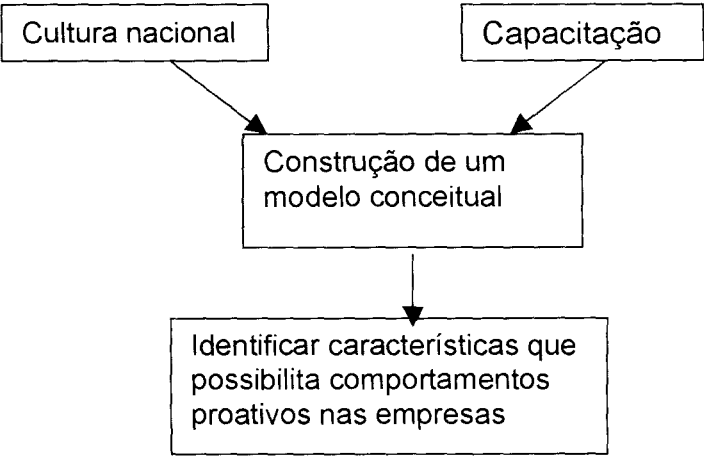 Cultura nacional
Capacitação
Construção de um
modelo conceitual
Identificar características que
possibilita comportamentos
proativos nas empresas